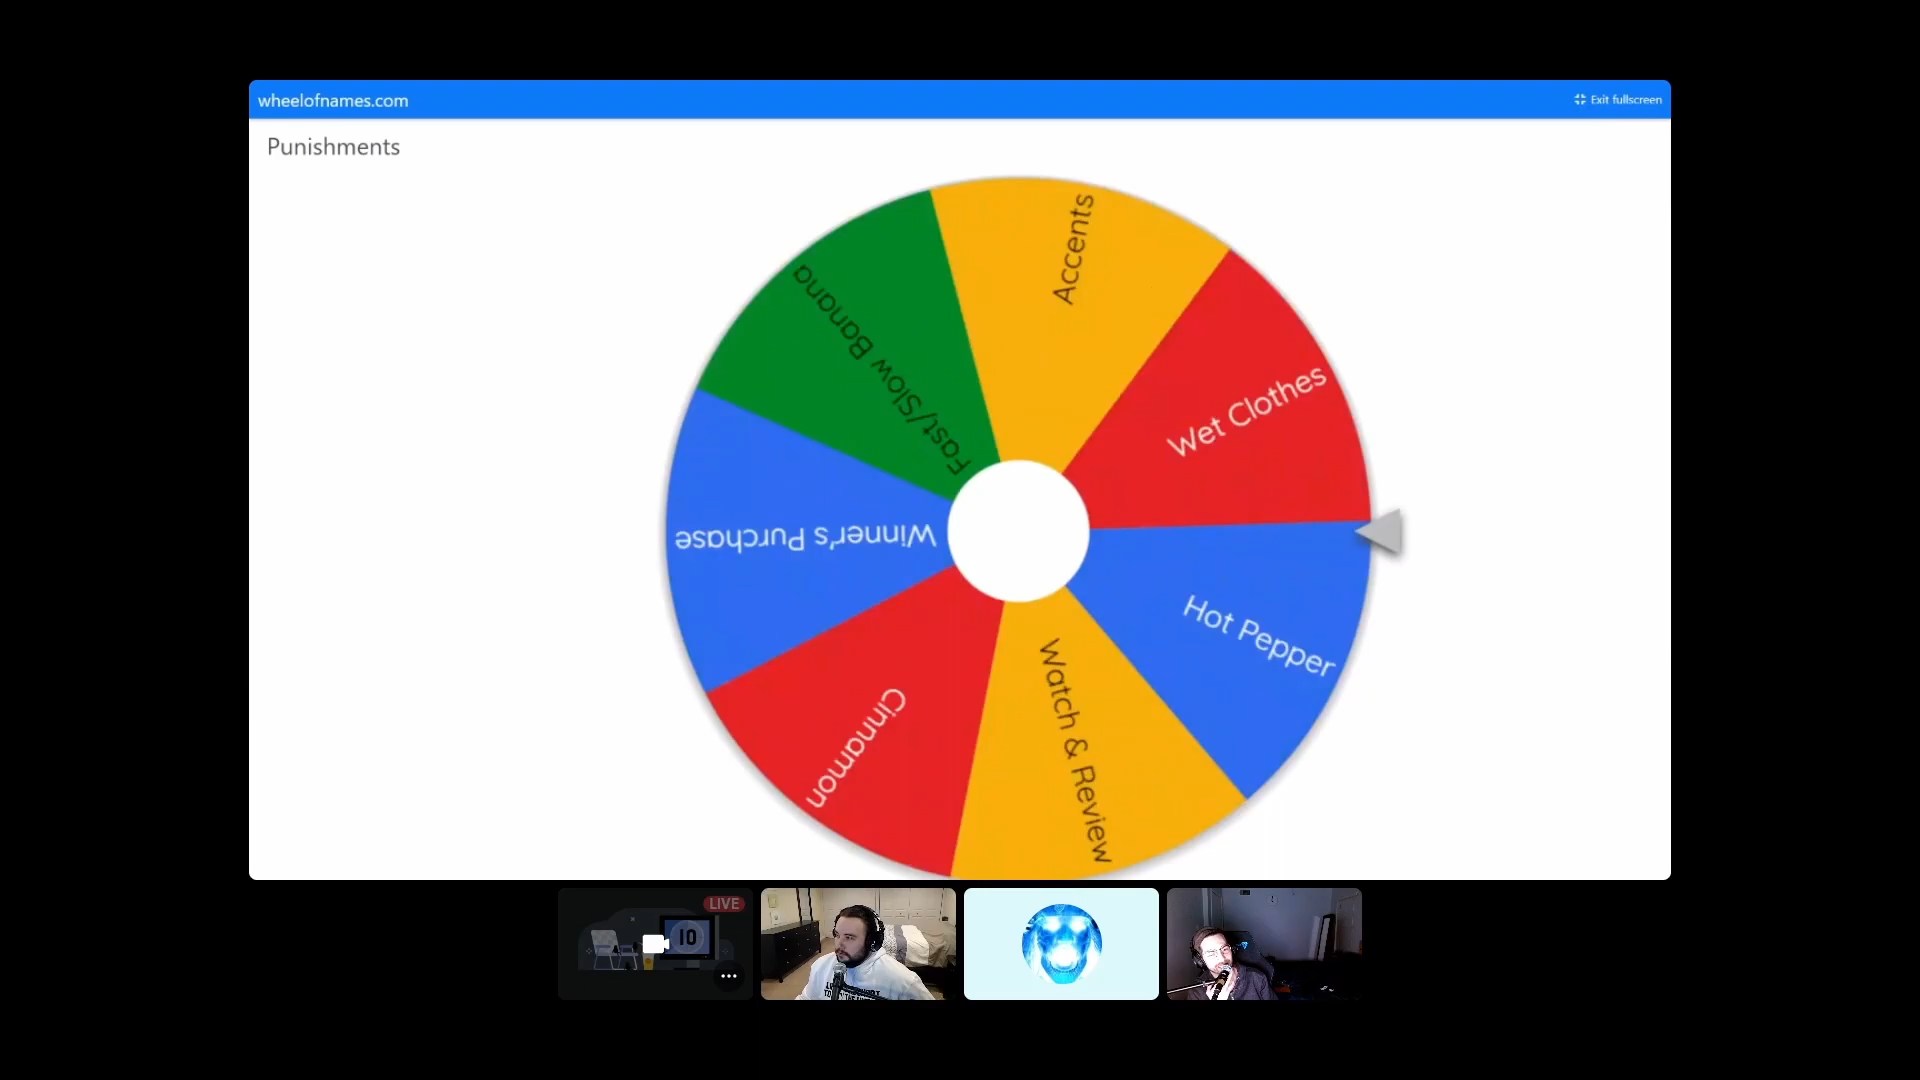 wheelofnames.com
Exit fullscreen
Punishments
Accents
Wet Clothes
Hot Pepper
Watch & Review
Cinnamon
Winner's Purchase
Fast/Slow Banana
LIVE
10